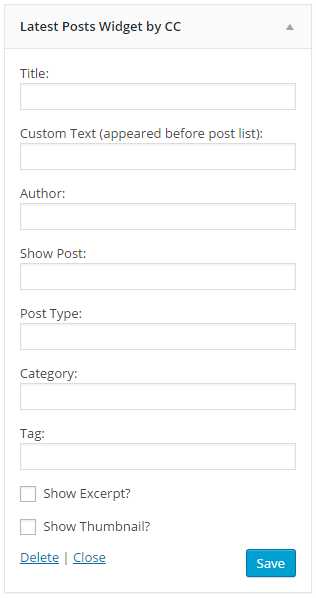 Latest Posts Widget by CC
Title:
Custom Text (appeared before post list):
Author:
Show Post:
Post Type:
Category:
Tag:
Show Excerpt?
Show Thumbnail?
Delete | Close Save